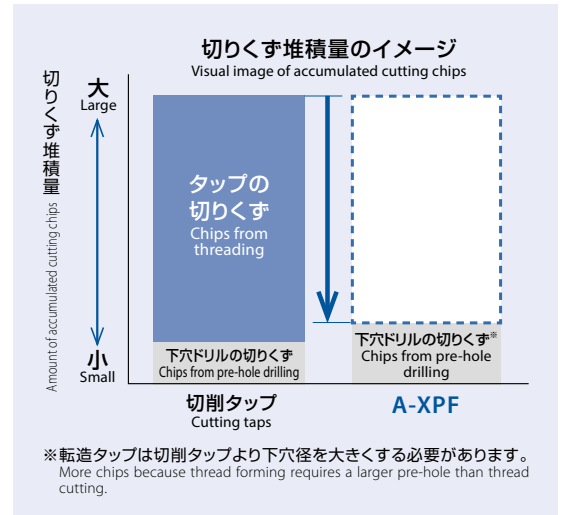 切りくず堆積量のイメージ
Visual image of accumulated cutting chips
切りくず堆積量
Amount of accumulated cutting chips
大
Large
小
Small
タップの
切りくず
Chips from
threading
下穴ドリルの切りくず
Chips from pre-hole drilling
下穴ドリルの切りくず※
Chips from pre-hole
drilling
切削タップ
Cutting taps
A-XPF
※転造タップは切削タップより下穴径を大きくする必要があります。
More chips because thread forming requires a larger pre-hole than thread
cutting.